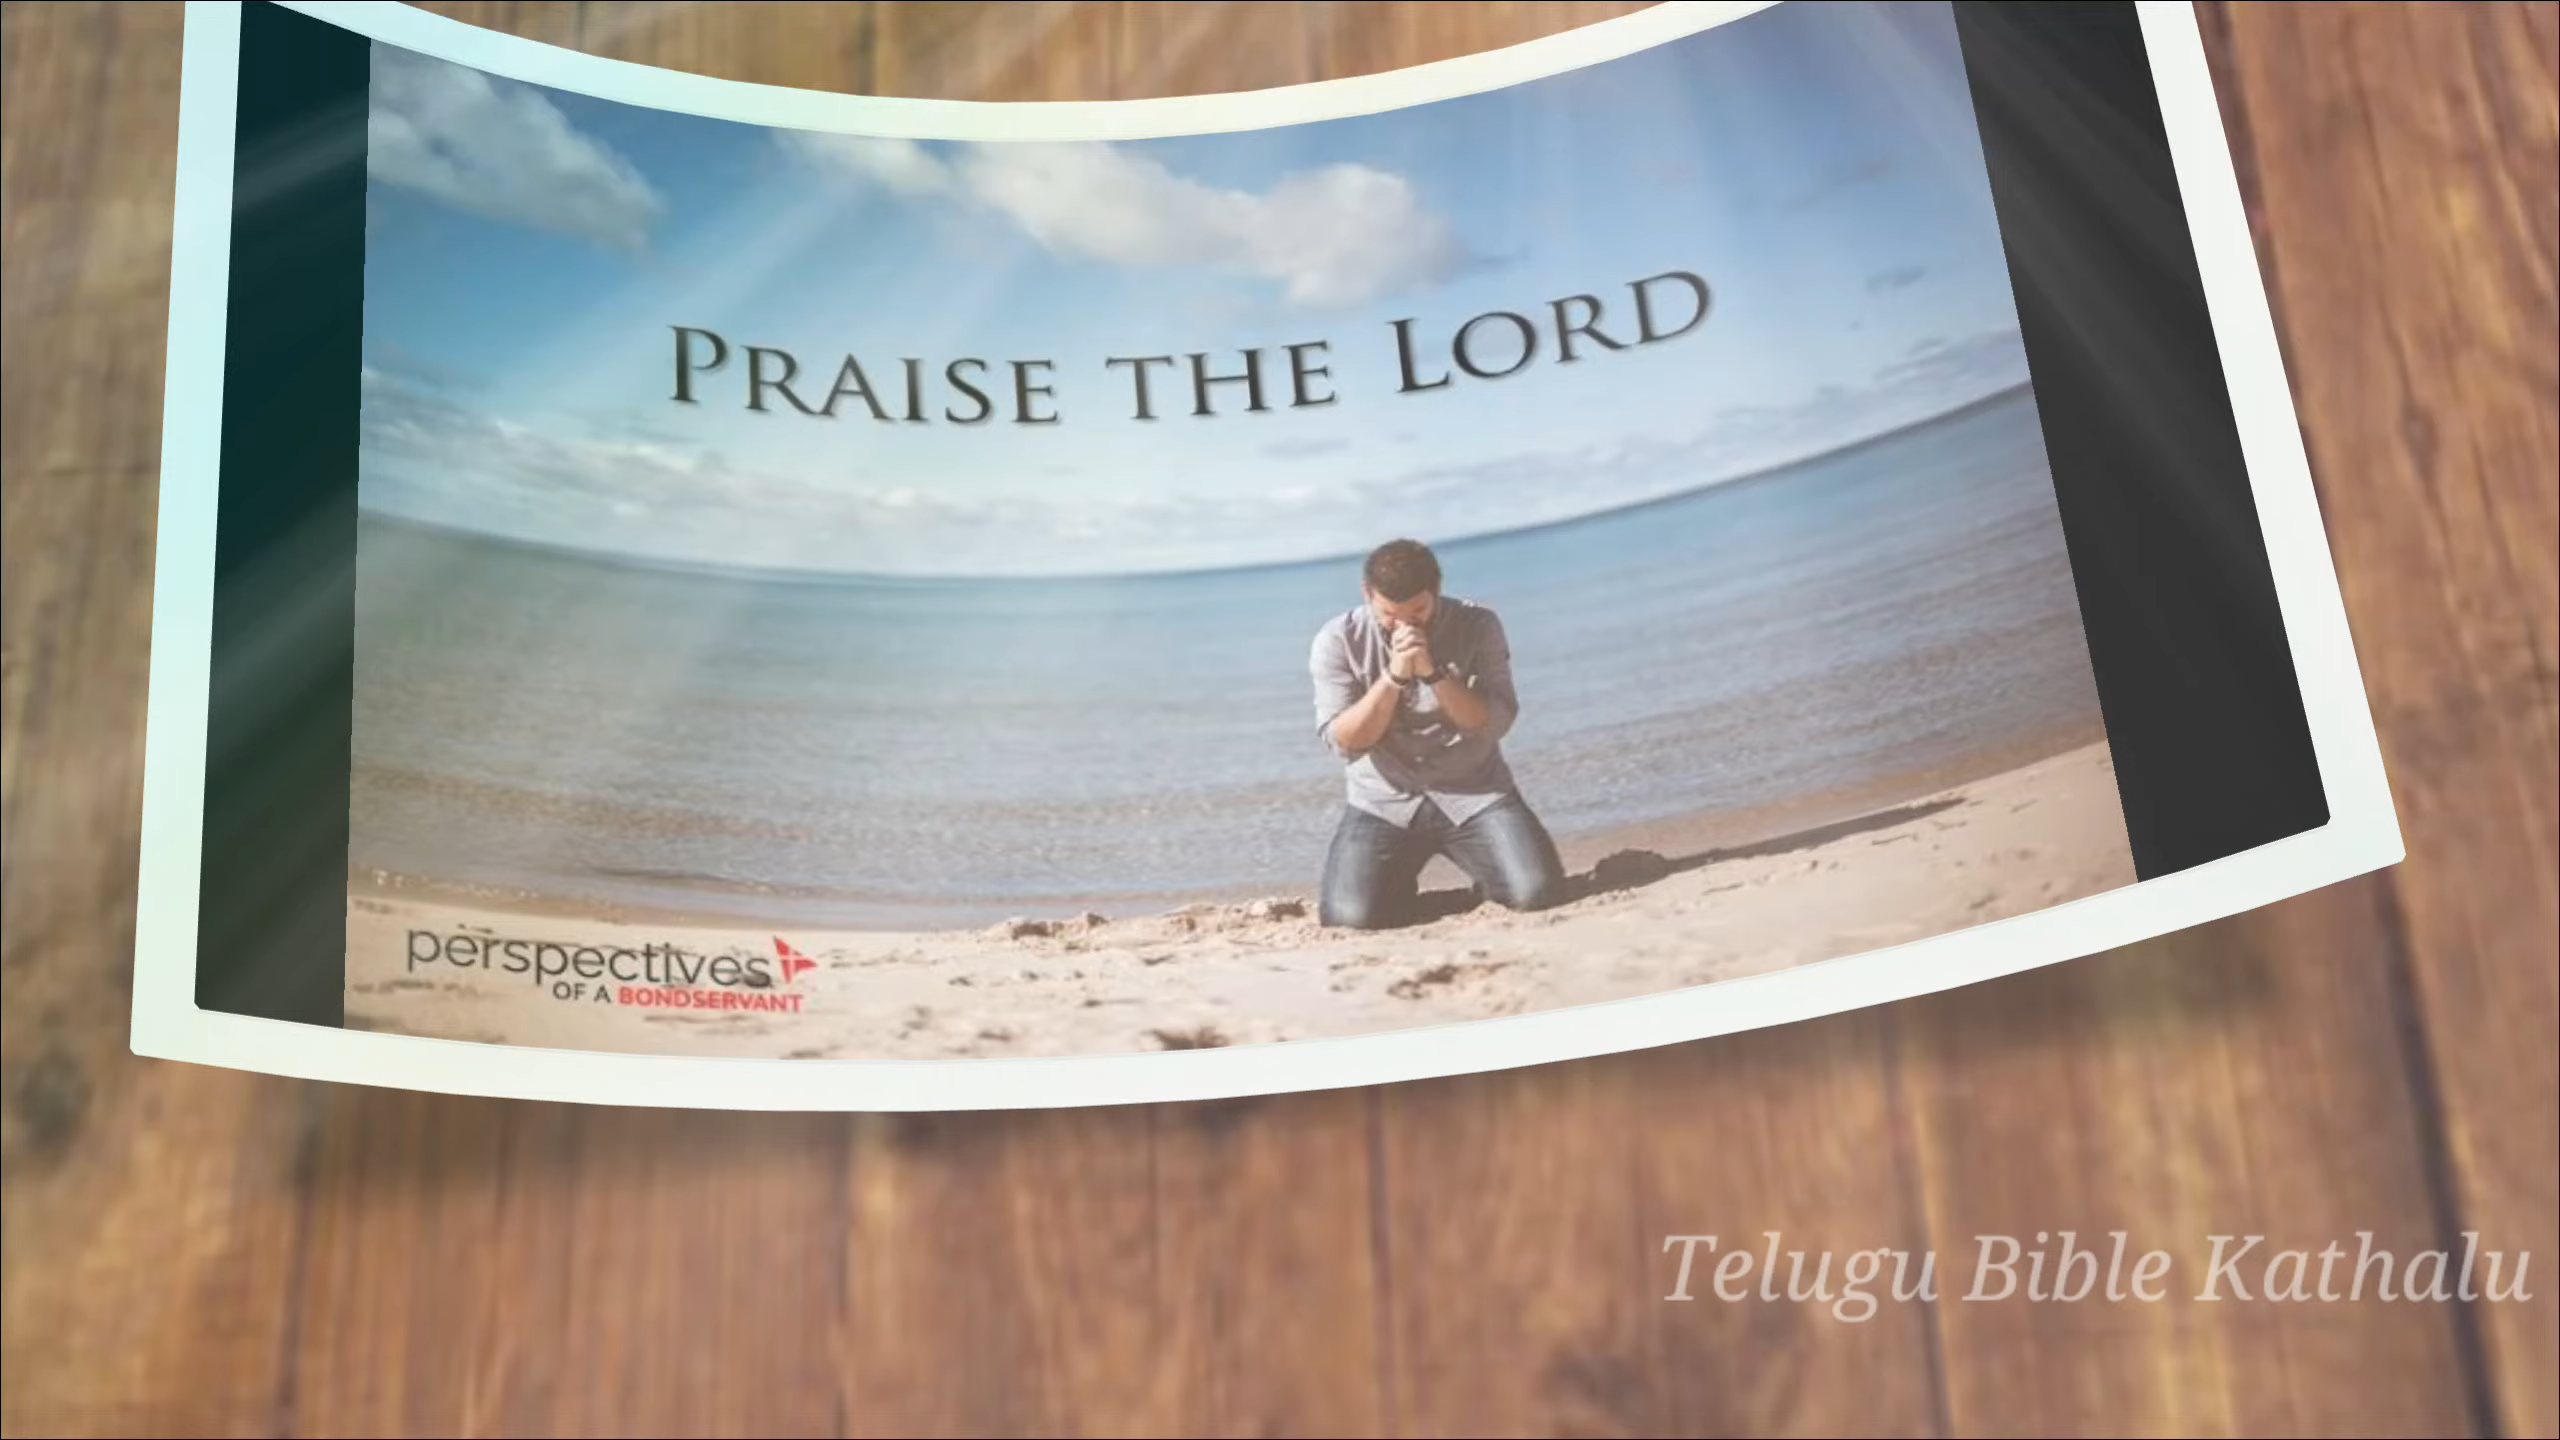 PRAISE THE LORD
perspectives
OF A BONDSERVANT
Telugu Bible Kathalu